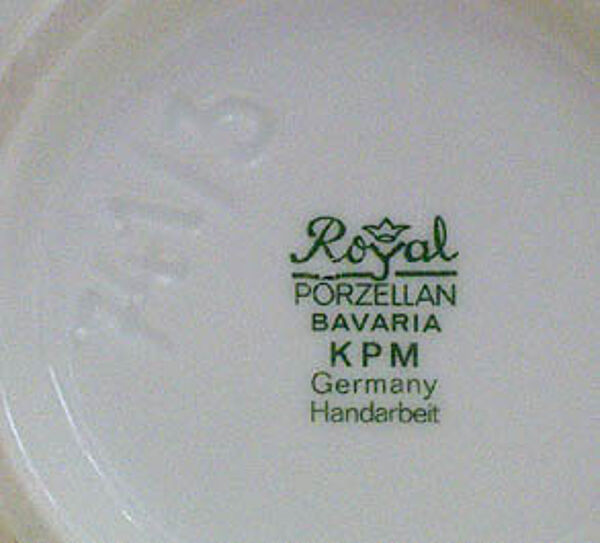 Royal
PORZELLAN
BAVARIA
KPM
Germany
Handarbeit